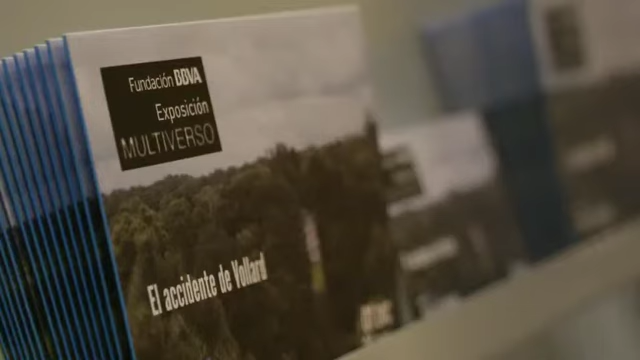 Fundación BBVA
Exposición
MULTIVERSO
El accidente de Vollard